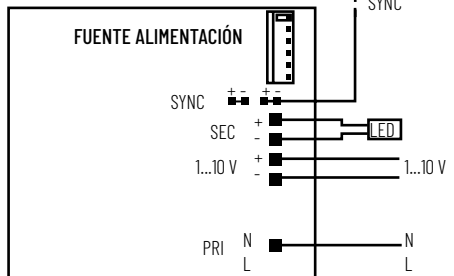 SYNC
FUENTE ALIMENTACIÓN
+ - + -
SYNC
SEC + - LED
1...10 V + - 1...10 V
PRI N N
L L